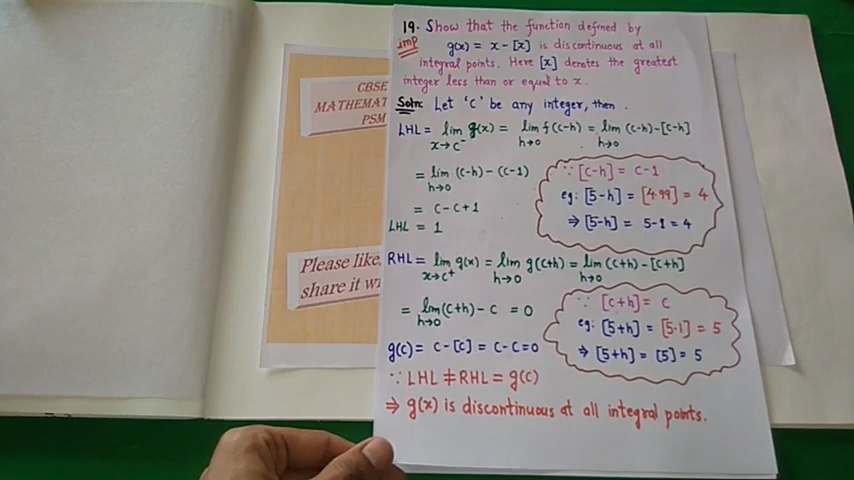 CBSE
MATHEMAT
PSM
Please like,
share it wi
19. Show that the function defined by
imp g(x) = x - [x] is discontinuous at all
integral points. Here [x] denotes the greatest
integer less than or equal to x.
Soln: Let 'C' be any integer, then.
LHL = lim x→c⁻ g(x) = lim h→0 f(c-h) = lim h→0 (c-h)-[c-h]
= lim h→0 (c-h) - (c-1)
= c-c+1
LHL = 1
∵ [c-h] = c-1
eg: [5-h] = [4.99] = 4
⇒ [5-h] = 5-1 = 4
RHL = lim x→c⁺ g(x) = lim h→0 g(c+h) = lim h→0 (c+h) - [c+h]
= lim h→0 (c+h) - c = 0
∵ [c+h] = c
eg: [5+h] = [5.1] = 5
⇒ [5+h] = [5] = 5
g(c) = c-[c] = c-c=0
∵ LHL ≠ RHL = g(c)
⇒ g(x) is discontinuous at all integral points.